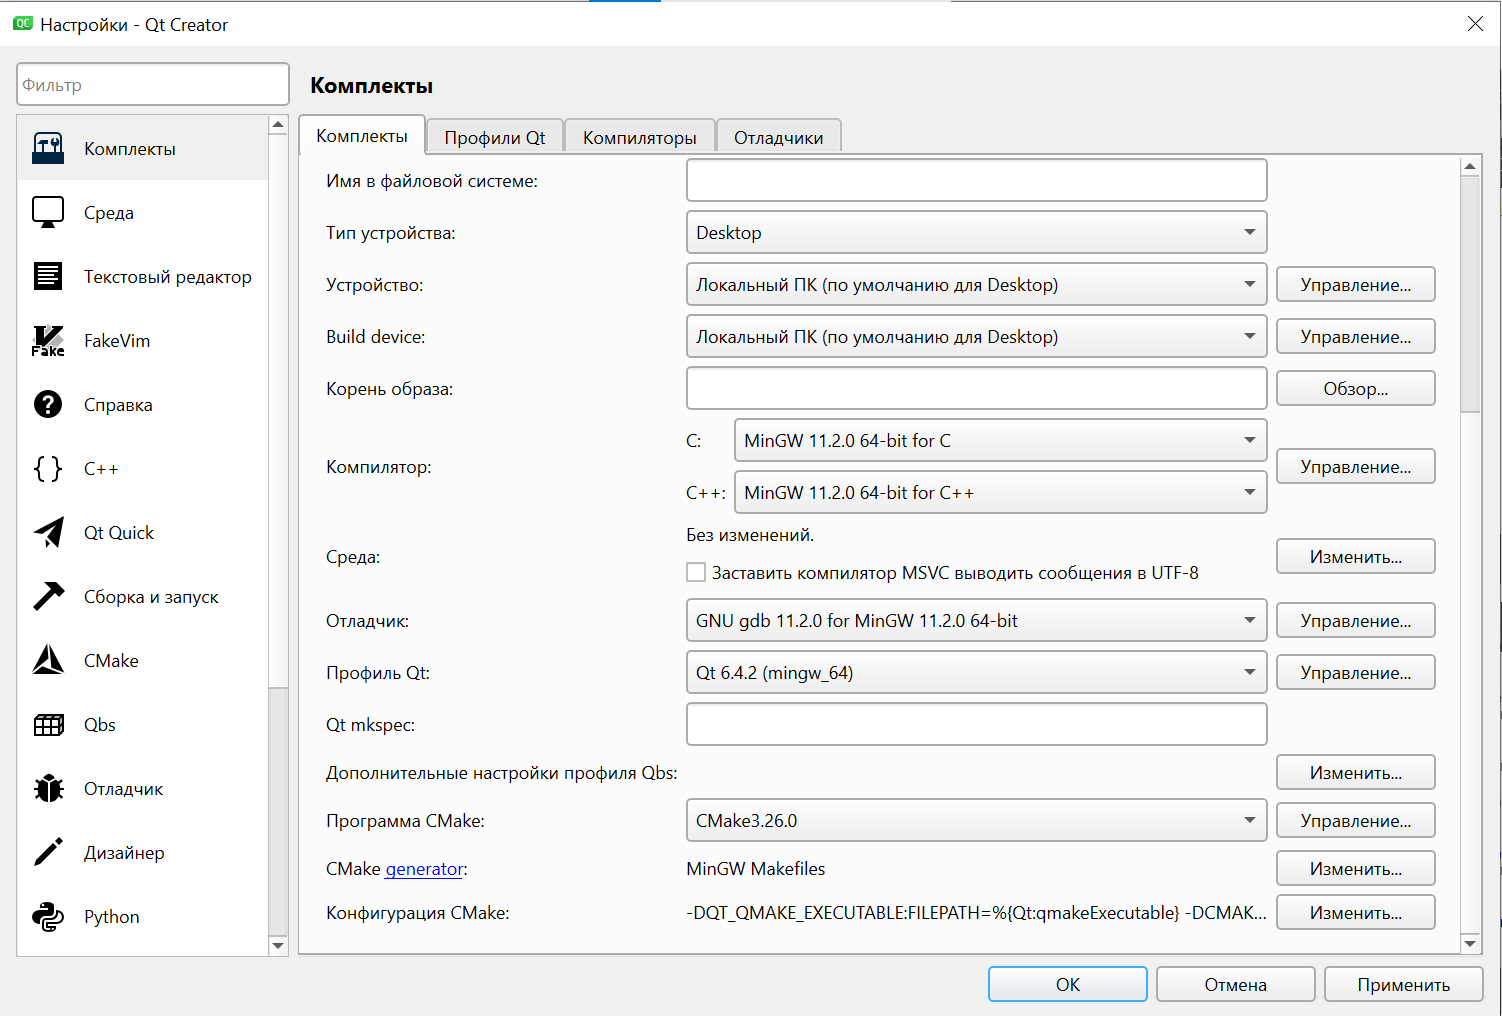 QC Настройки - Qt Creator
Фильтр
Комплекты
Среда
Текстовый редактор
Fake
FakeVim
Справка
C++
Qt Quick
Сборка и запуск
CMake
Qbs
Отладчик
Дизайнер
Python
Комплекты
Комплекты Профили Qt Компиляторы Отладчики
Имя в файловой системе:
Тип устройства: Desktop
Устройство: Локальный ПК (по умолчанию для Desktop) Управление...
Build device: Локальный ПК (по умолчанию для Desktop) Управление...
Корень образа: Обзор...
Компилятор: Управление...
C: MinGW 11.2.0 64-bit for C
C++: MinGW 11.2.0 64-bit for C++
Среда: Изменить...
Без изменений.
Заставить компилятор MSVC выводить сообщения в UTF-8
Отладчик: GNU gdb 11.2.0 for MinGW 11.2.0 64-bit Управление...
Профиль Qt: Qt 6.4.2 (mingw_64) Управление...
Qt mkspec:
Дополнительные настройки профиля Qbs: Изменить...
Программа CMake: CMake3.26.0 Управление...
CMake generator: MinGW Makefiles Изменить...
Конфигурация CMake: -DQT_QMAKE_EXECUTABLE:FILEPATH=%{Qt:qmakeExecutable} -DCMAK... Изменить...
OK Отмена Применить